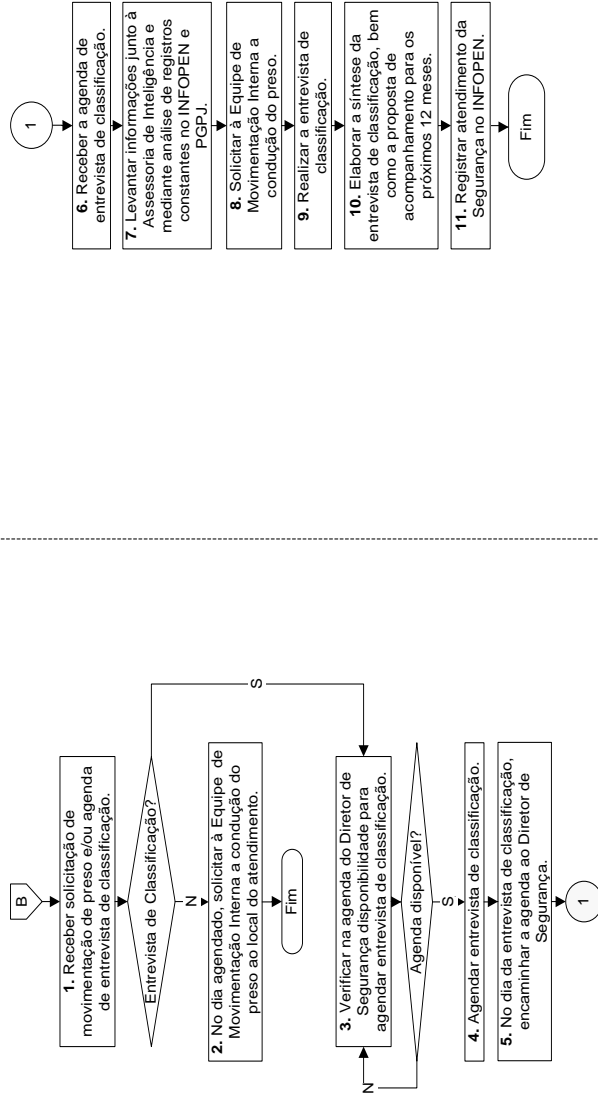 B
1. Receber solicitação de
movimentação de preso e/ou agenda
de entrevista de classificação.
Entrevista de Classificação?
S
N
2. No dia agendado, solicitar à Equipe de
Movimentação Interna a condução do
preso ao local do atendimento.
Fim
3. Verificar na agenda do Diretor de
Segurança disponibilidade para
agendar entrevista de classificação.
Agenda disponível?
N
S
4. Agendar entrevista de classificação.
5. No dia da entrevista de classificação,
encaminhar a agenda ao Diretor de
Segurança.
1
1
6. Receber a agenda de
entrevista de classificação.
7. Levantar informações junto à
Assessoria de Inteligência e
mediante análise de registros
constantes no INFOPEN e
PGPJ.
8. Solicitar à Equipe de
Movimentação Interna a
condução do preso.
9. Realizar a entrevista de
classificação.
10. Elaborar a síntese da
entrevista de classificação, bem
como a proposta de
acompanhamento para os
próximos 12 meses.
11. Registrar atendimento da
Segurança no INFOPEN.
Fim